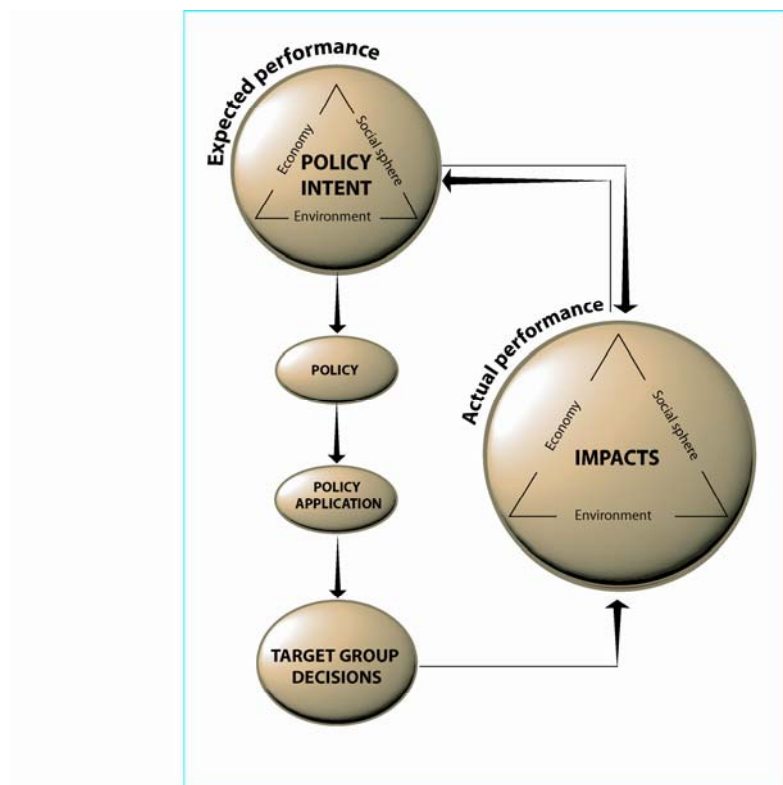 Expected performance
Economy
Social sphere
POLICY
INTENT
Environment
POLICY
POLICY
APPLICATION
TARGET GROUP
DECISIONS
Actual performance
Economy
Social sphere
IMPACTS
Environment